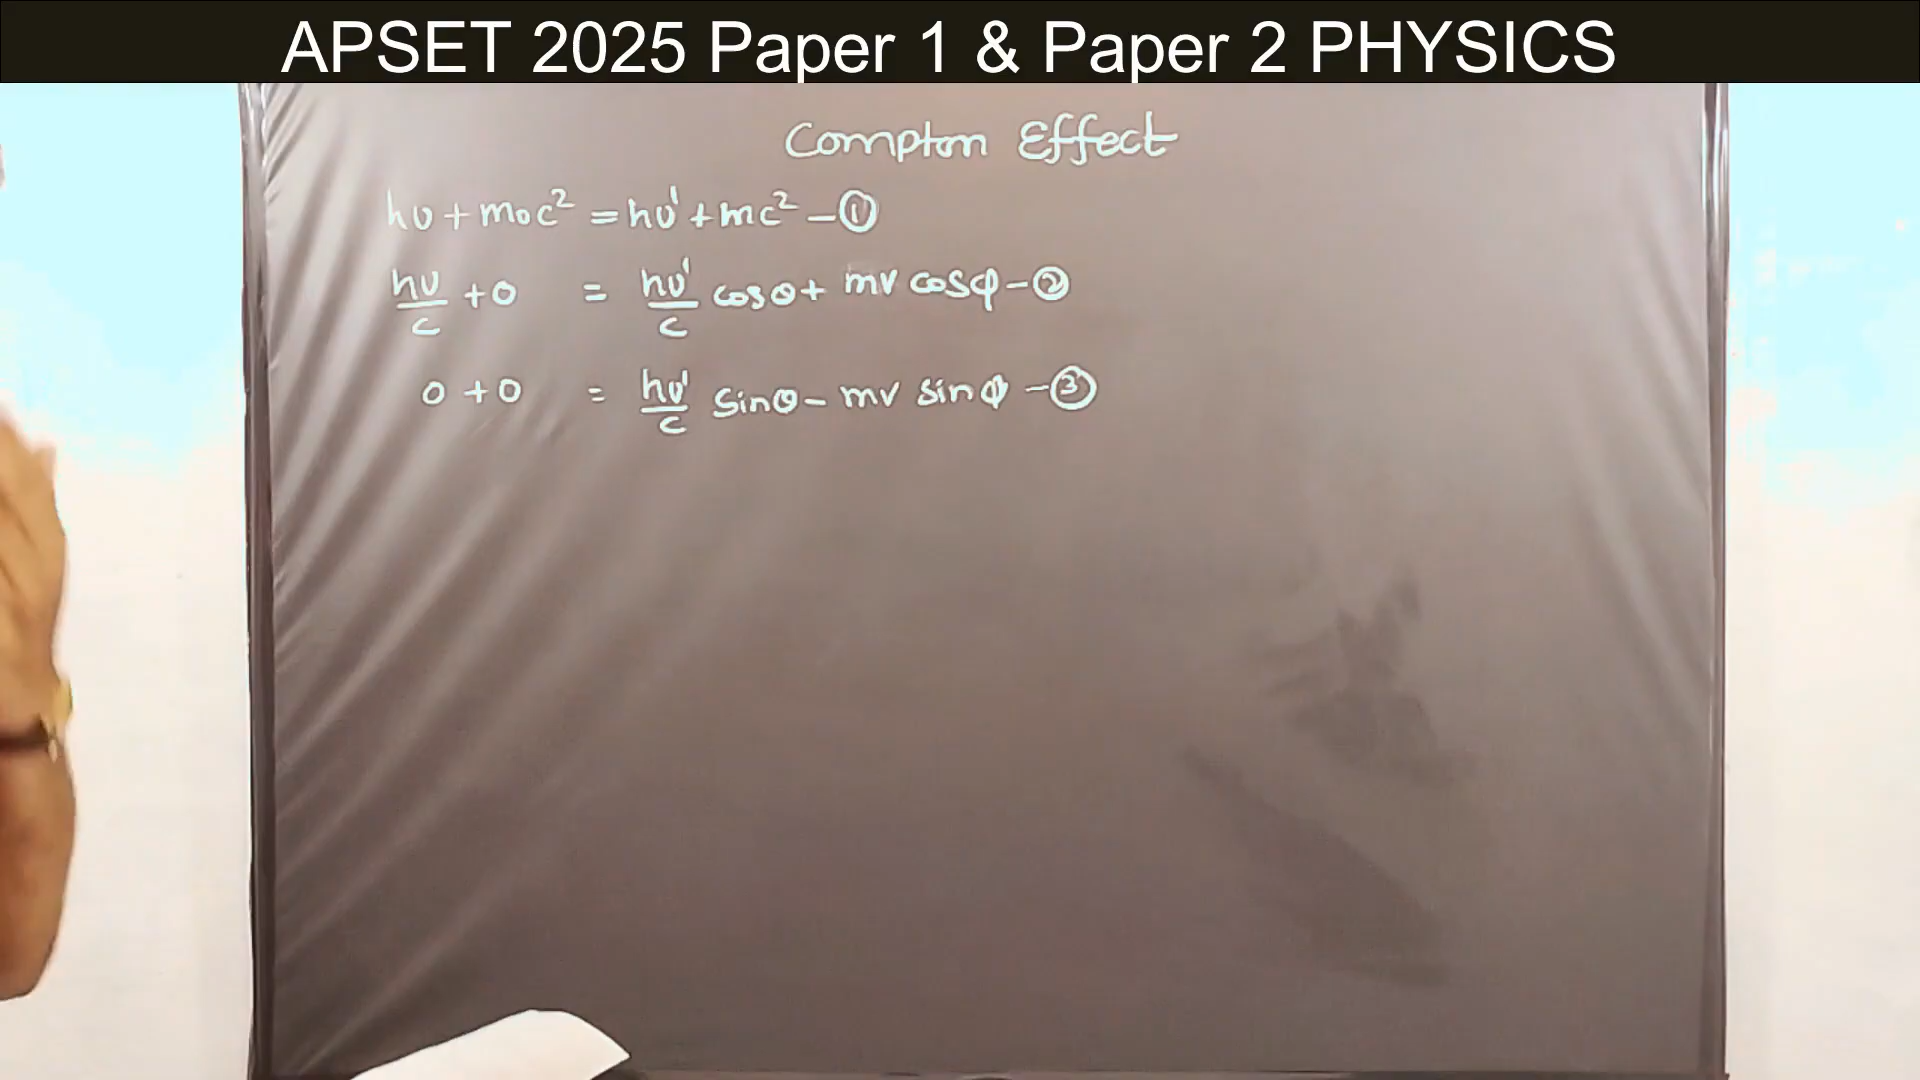 APSET 2025 Paper 1 & Paper 2 PHYSICS
Compton Effect
hυ + m₀c² = hυ' + mc² – ①
hυ/c + 0 = hυ'/c cosθ + mv cosφ – ②
0 + 0 = hυ'/c sinθ – mv sinφ – ③